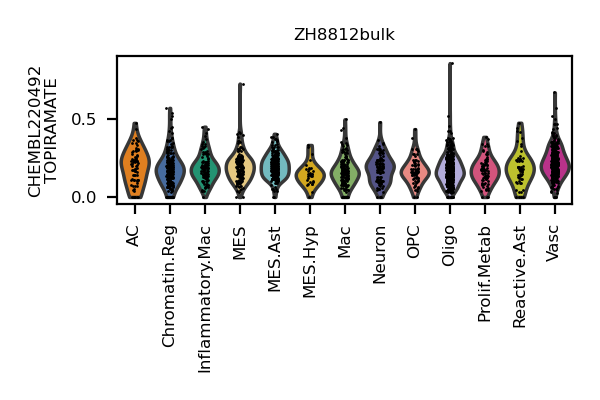 ZH8812bulk
CHEMBL220492
TOPIRAMATE
0.5
0.0
AC
Chromatin.Reg
Inflammatory.Mac
MES
MES.Ast
MES.Hyp
Mac
Neuron
OPC
Oligo
Prolif.Metab
Reactive.Ast
Vasc